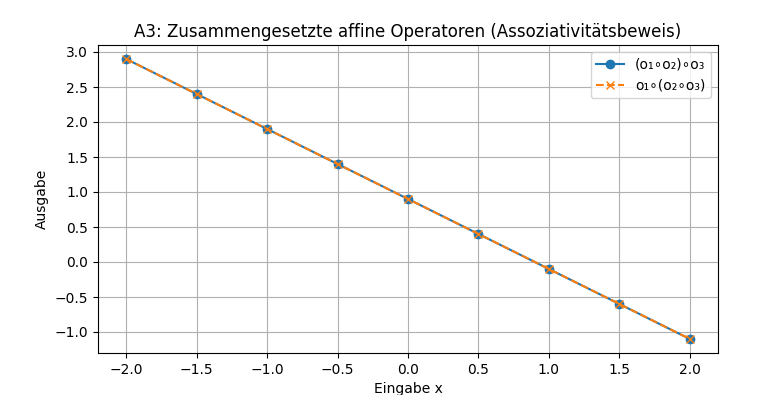 A3: Zusammengesetzte affine Operatoren (Assoziativitätsbeweis)
(o₁∘o₂)∘o₃
o₁∘(o₂∘o₃)
Ausgabe
3.0
2.5
2.0
1.5
1.0
0.5
0.0
−0.5
−1.0
−2.0 −1.5 −1.0 −0.5 0.0 0.5 1.0 1.5 2.0
Eingabe x